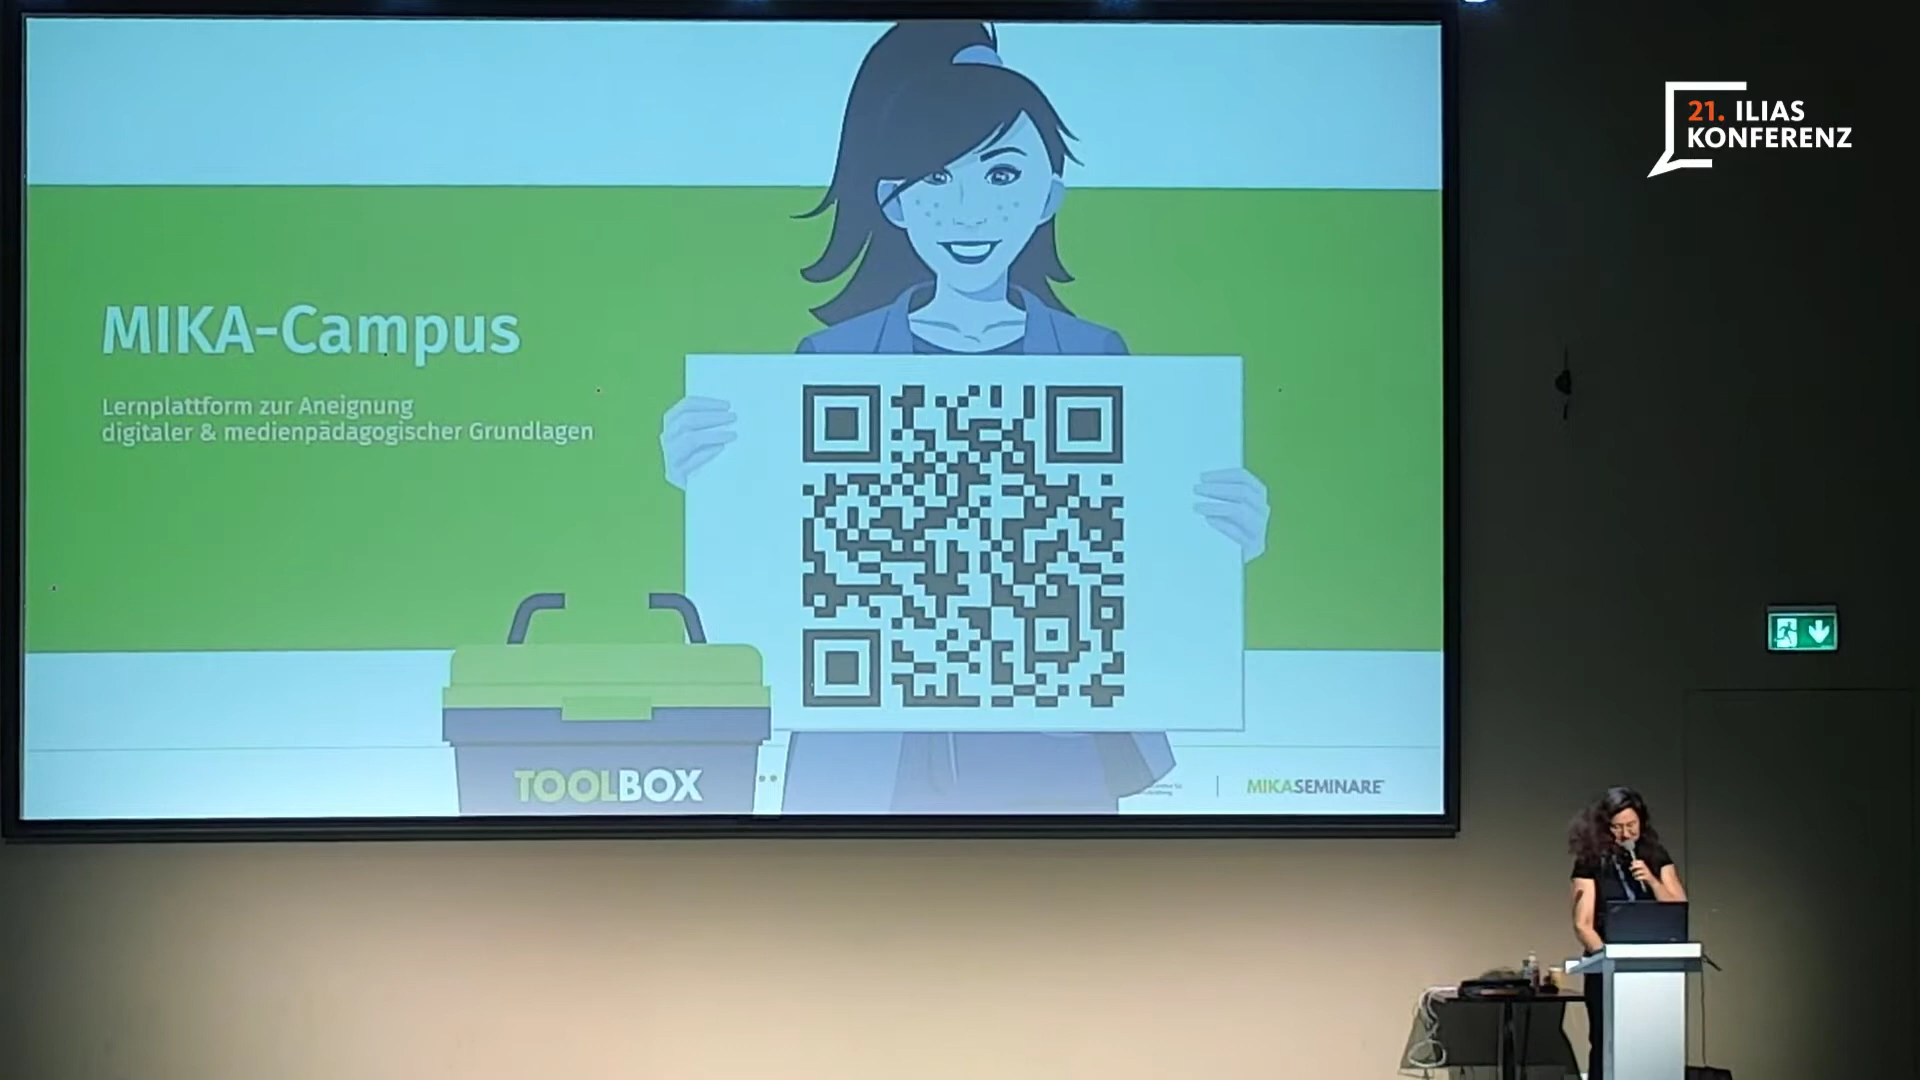 21. ILIAS
KONFERENZ
MIKA-Campus
Lernplattform zur Aneignung
digitaler & medienpädagogischer Grundlagen
TOOLBOX
MIKASEMINARE